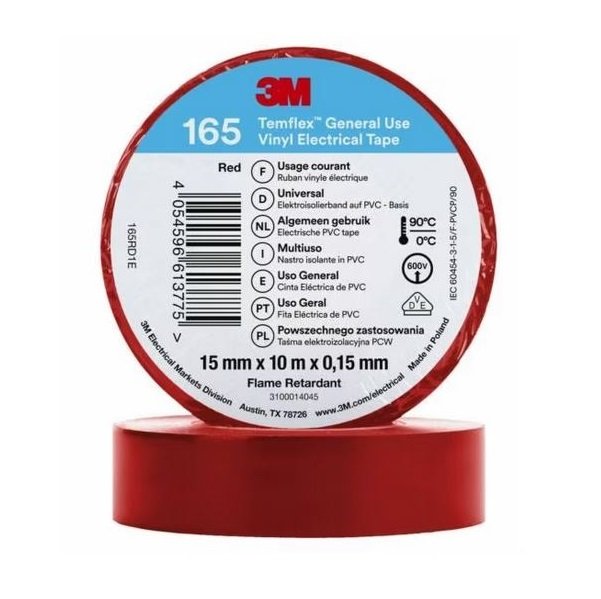 3M
165
Temflex™ General Use
Vinyl Electrical Tape
Red
F Usage courant
Ruban vinyle électrique
D Universal
Elektroisolierband auf PVC - Basis
NL Algemeen gebruik
Electrische PVC tape
I Multiuso
Nastro isolante in PVC
E Uso General
Cinta Eléctrica de PVC
PT Uso Geral
Fita Eléctrica de PVC
PL Powszechnego zastosowania
Taśma elektroizolacyjna PCW
165RD1E
4 054596 613775 >
90°C
0°C
600V
VDE
IEC 60454-3-1-5/F-PVCP/90
15 mm x 10 m x 0,15 mm
Flame Retardant
3100014045
3M Electrical Markets Division
Austin, TX 78726
www.3M.com/electrical
Made in Poland